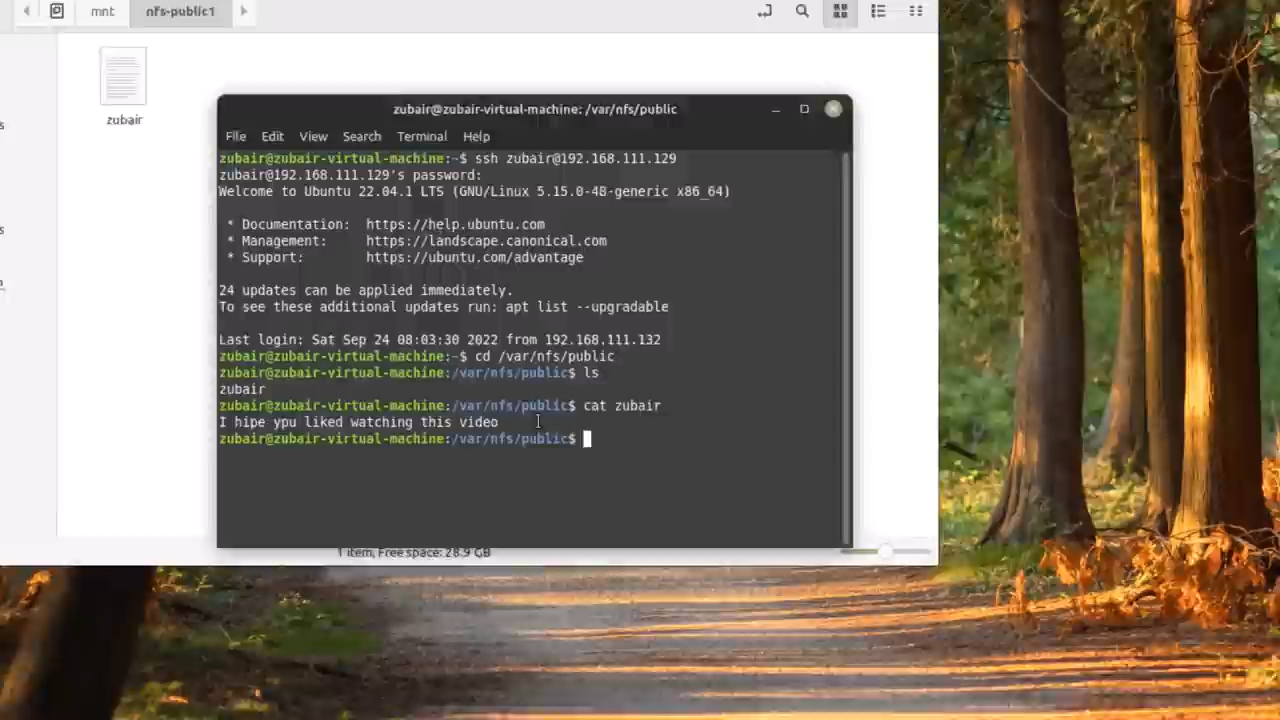 mnt nfs-public1
zubair
zubair@zubair-virtual-machine: /var/nfs/public
File Edit View Search Terminal Help
zubair@zubair-virtual-machine:~$ ssh zubair@192.168.111.129
zubair@192.168.111.129's password:
Welcome to Ubuntu 22.04.1 LTS (GNU/Linux 5.15.0-48-generic x86_64)
* Documentation: https://help.ubuntu.com
* Management: https://landscape.canonical.com
* Support: https://ubuntu.com/advantage
24 updates can be applied immediately.
To see these additional updates run: apt list --upgradable
Last login: Sat Sep 24 08:03:30 2022 from 192.168.111.132
zubair@zubair-virtual-machine:~$ cd /var/nfs/public
zubair@zubair-virtual-machine:/var/nfs/public$ ls
zubair
zubair@zubair-virtual-machine:/var/nfs/public$ cat zubair
I hipe ypu liked watching this video
zubair@zubair-virtual-machine:/var/nfs/public$
1 item, Free space: 28.9 GB